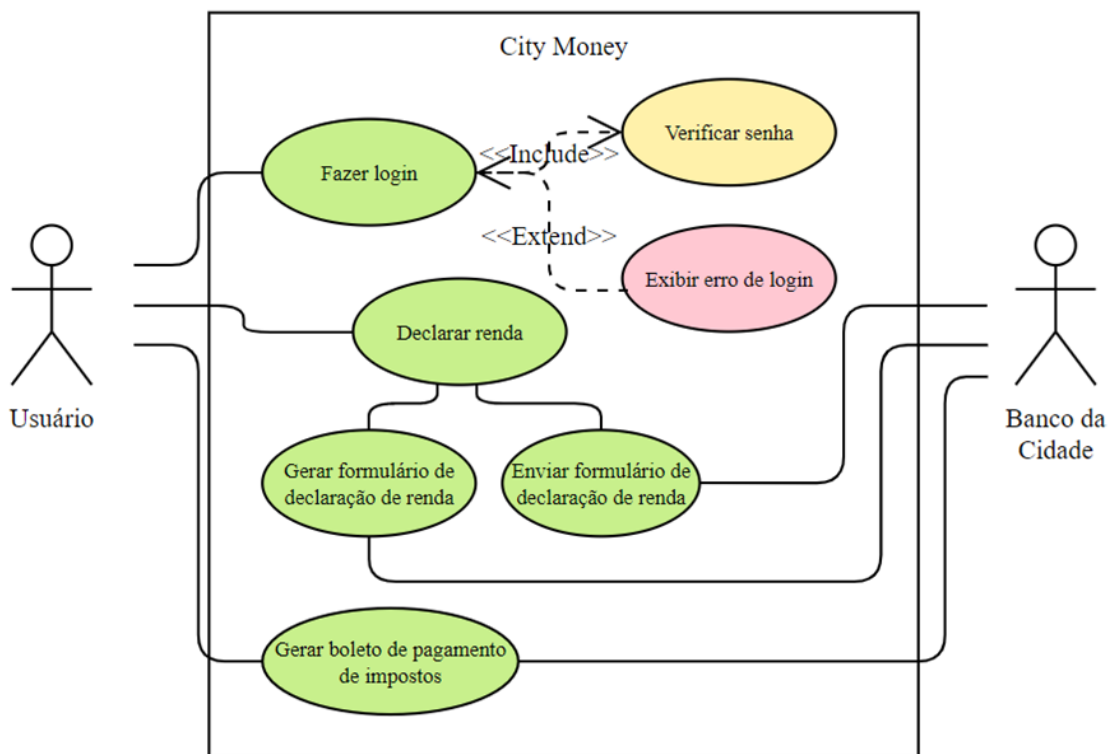 City Money
Verificar senha
<<Include>>
Fazer login
<<Extend>>
Exibir erro de login
Declarar renda
Usuário
Banco da
Cidade
Gerar formulário de
declaração de renda
Enviar formulário de
declaração de renda
Gerar boleto de pagamento
de impostos